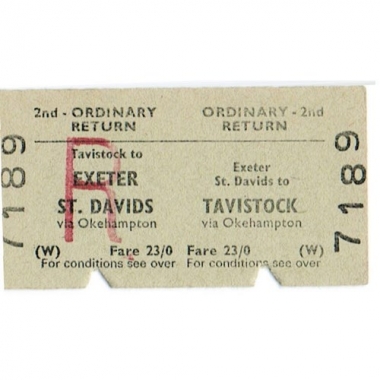 2nd - ORDINARY
RETURN
Tavistock to
EXETER
ST. DAVIDS
via Okehampton
(W) Fare 23/0
For conditions see over
R
7189
ORDINARY - 2nd
RETURN
Exeter
St. Davids to
TAVISTOCK
via Okehampton
Fare 23/0 (W)
For conditions see over
7189